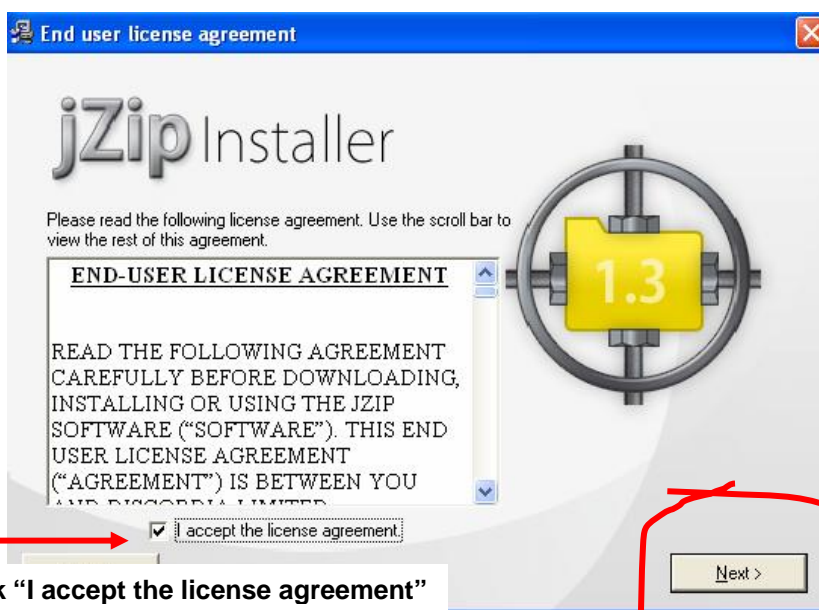 End user license agreement
jZip Installer
Please read the following license agreement. Use the scroll bar to
view the rest of this agreement.
END-USER LICENSE AGREEMENT
1.3
READ THE FOLLOWING AGREEMENT
CAREFULLY BEFORE DOWNLOADING,
INSTALLING OR USING THE JZIP
SOFTWARE (“SOFTWARE”). THIS END
USER LICENSE AGREEMENT
(“AGREEMENT”) IS BETWEEN YOU
AND DISCORDIA LIMITED
I accept the license agreement.
Next >
“I accept the license agreement”